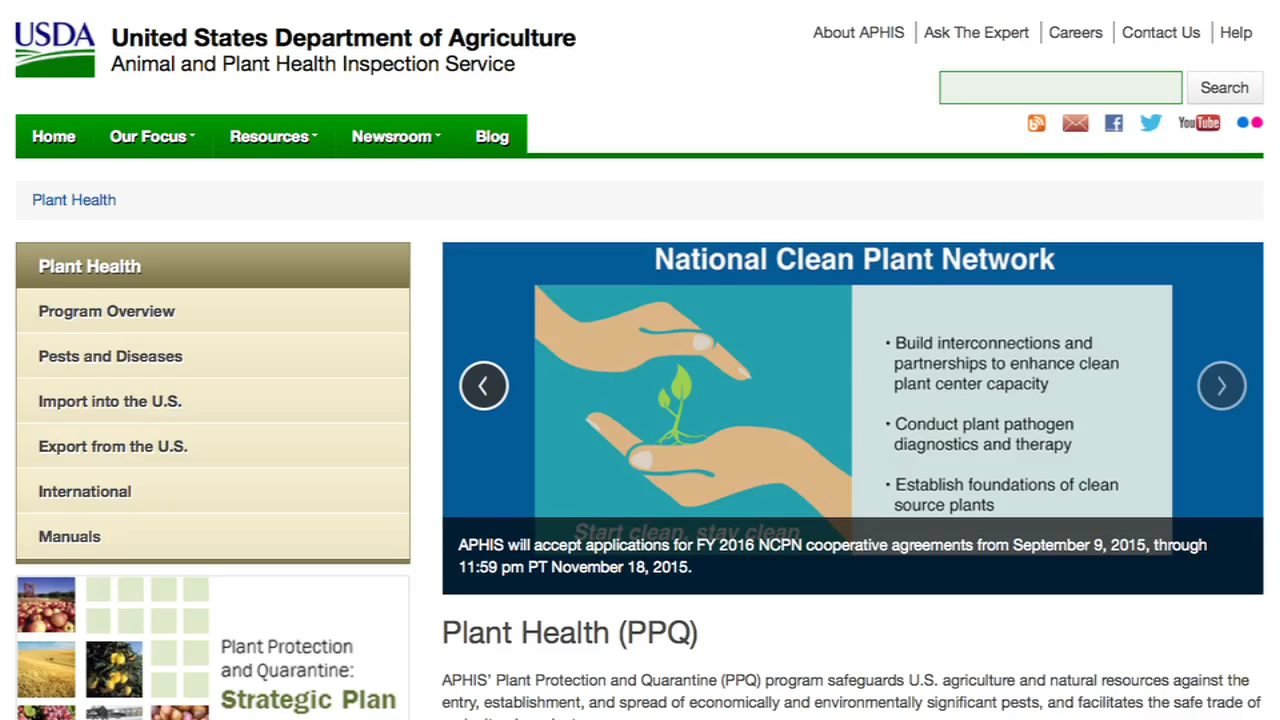 USDA
United States Department of Agriculture
Animal and Plant Health Inspection Service
About APHIS
Ask The Expert
Careers
Contact Us
Help
Search
YouTube
Home
Our Focus
Resources
Newsroom
Blog
Plant Health
Plant Health
Program Overview
Pests and Diseases
Import into the U.S.
Export from the U.S.
International
Manuals
Plant Protection
and Quarantine:
Strategic Plan
National Clean Plant Network
• Build interconnections and
partnerships to enhance clean
plant center capacity
• Conduct plant pathogen
diagnostics and therapy
• Establish foundations of clean
source plants
Start clean, stay clean
APHIS will accept applications for FY 2016 NCPN cooperative agreements from September 9, 2015, through
11:59 pm PT November 18, 2015.
Plant Health (PPQ)
APHIS' Plant Protection and Quarantine (PPQ) program safeguards U.S. agriculture and natural resources against the
entry, establishment, and spread of economically and environmentally significant pests, and facilitates the safe trade of